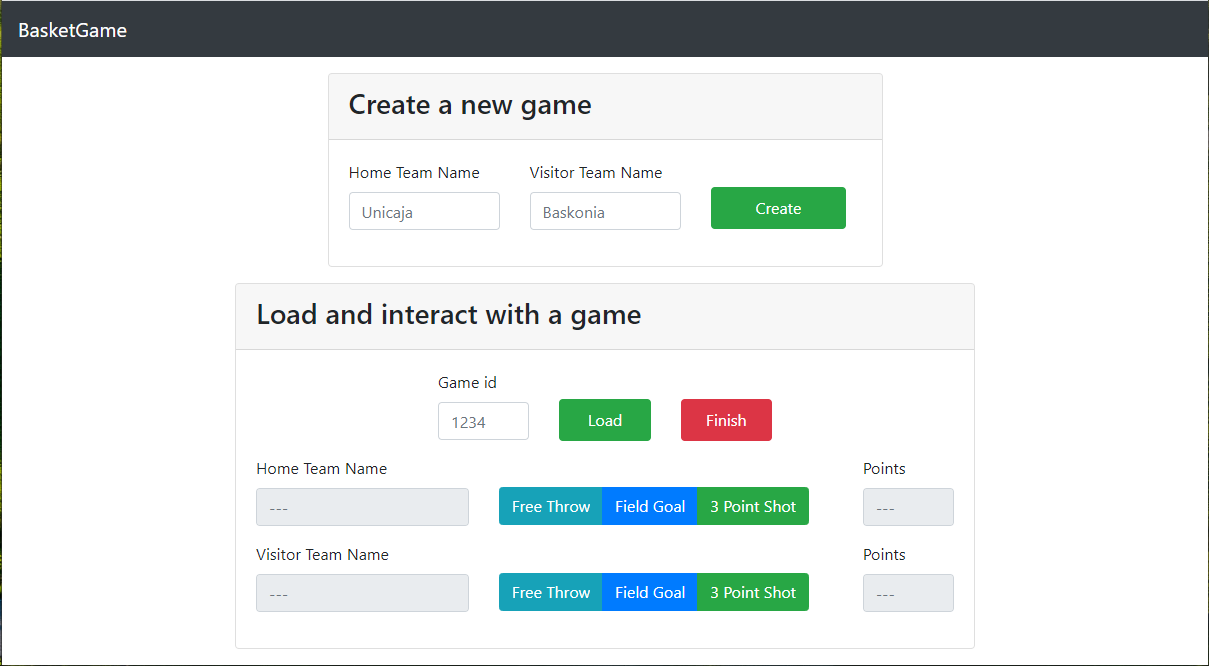 BasketGame
Create a new game
Home Team Name Visitor Team Name
Unicaja Baskonia Create
Load and interact with a game
Game id
1234 Load Finish
Home Team Name Points
--- Free Throw Field Goal 3 Point Shot ---
Visitor Team Name Points
--- Free Throw Field Goal 3 Point Shot ---